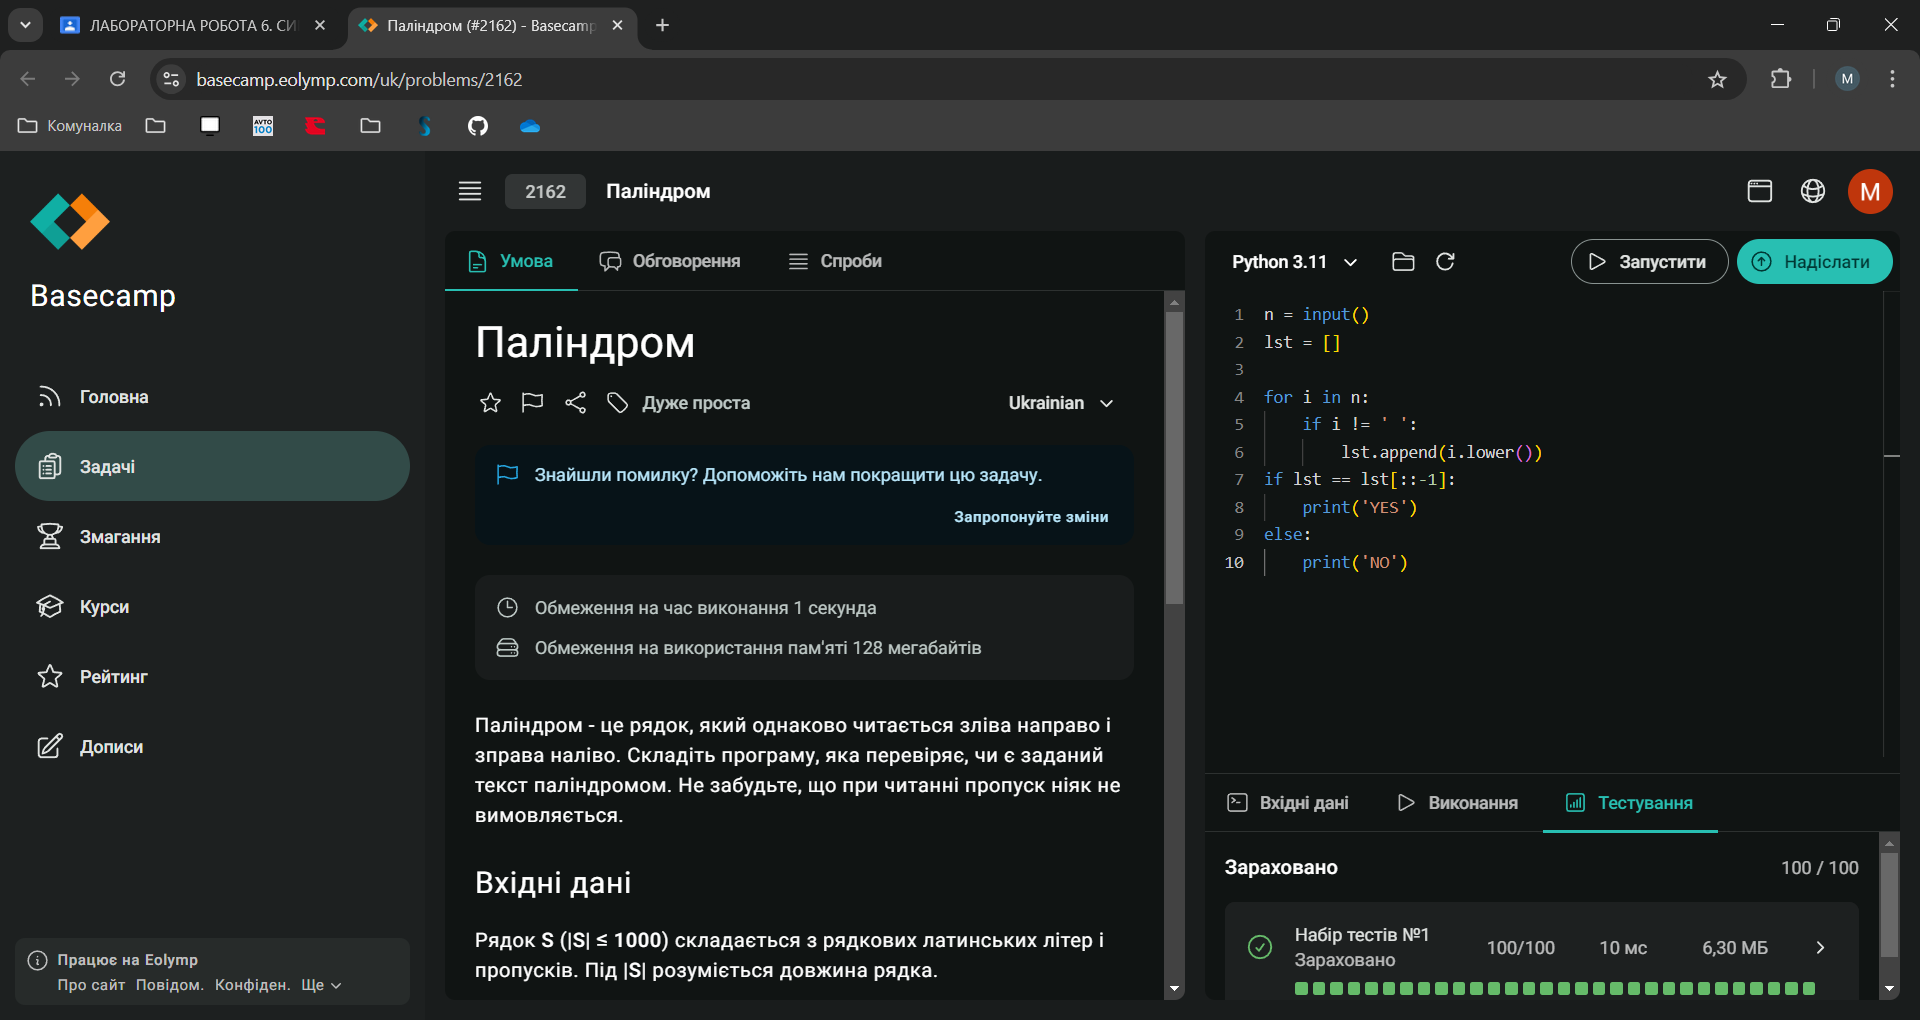 ЛАБОРАТОРНА РОБОТА 6. СИ
Паліндром (#2162) - Basecamp
basecamp.eolymp.com/uk/problems/2162
M
Комуналка
AVTO
100
Basecamp
Головна
Задачі
Змагання
Курси
Рейтинг
Дописи
Працює на Eolymp
Про сайт Повідом. Конфіден. Ще
2162 Паліндром
M
Умова Обговорення Спроби
Паліндром
Дуже проста Ukrainian
Знайшли помилку? Допоможіть нам покращити цю задачу.
Запропонуйте зміни
Обмеження на час виконання 1 секунда
Обмеження на використання пам'яті 128 мегабайтів
Паліндром - це рядок, який однаково читається зліва направо і
зправа наліво. Складіть програму, яка перевіряє, чи є заданий
текст паліндромом. Не забудьте, що при читанні пропуск ніяк не
вимовляється.
Вхідні дані
Рядок S (|S| ≤ 1000) складається з рядкових латинських літер і
пропусків. Під |S| розуміється довжина рядка.
Python 3.11 Запустити Надіслати
1 n = input()
2 lst = []
3
4 for i in n:
5     if i != ' ':
6         lst.append(i.lower())
7 if lst == lst[::-1]:
8     print('YES')
9 else:
10     print('NO')
Вхідні дані Виконання Тестування
Зараховано 100 / 100
Набір тестів №1 100/100 10 мс 6,30 МБ
Зараховано